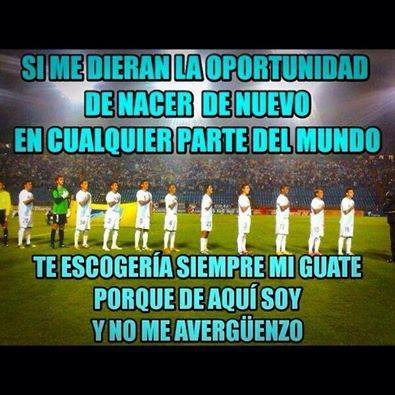 SI ME DIERAN LA OPORTUNIDAD
DE NACER DE NUEVO
EN CUALQUIER PARTE DEL MUNDO
TE ESCOGERÍA SIEMPRE MI GUATE
PORQUE DE AQUÍ SOY
Y NO ME AVERGÜENZO